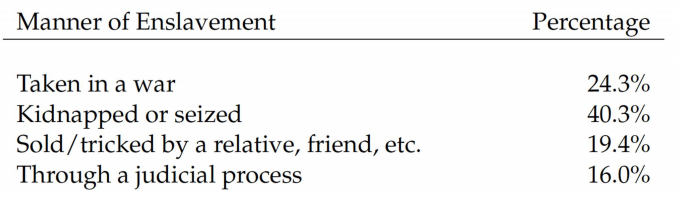 Manner of Enslavement Percentage
Taken in a war 24.3%
Kidnapped or seized 40.3%
Sold/tricked by a relative, friend, etc. 19.4%
Through a judicial process 16.0%